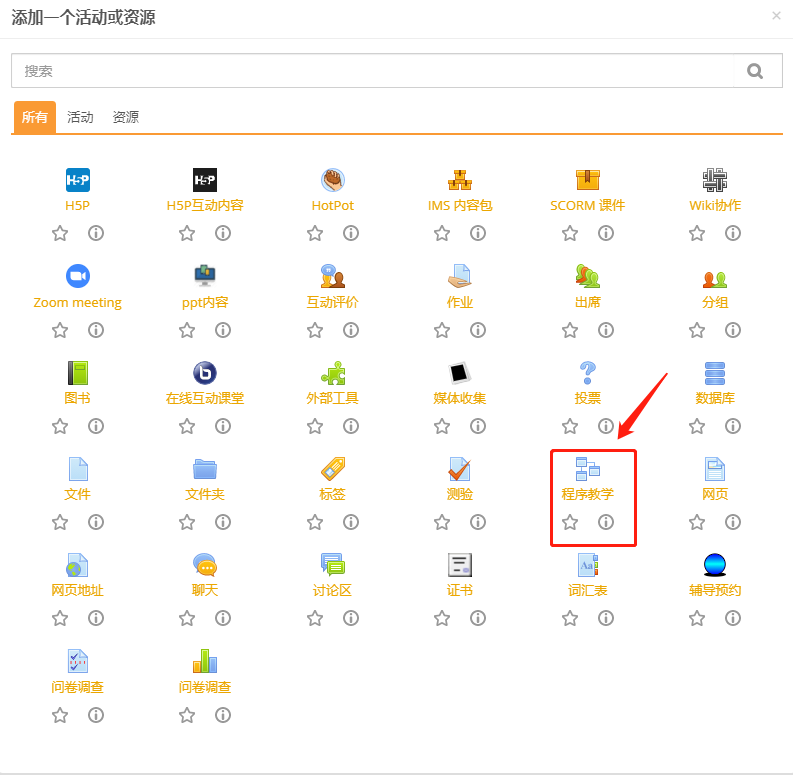 添加一个活动或资源
搜索
所有 活动 资源
H5P H5P互动内容 HotPot IMS 内容包 SCORM 课件 Wiki协作
Zoom meeting ppt内容 互动评价 作业 出席 分组
图书 在线互动课堂 外部工具 媒体收集 投票 数据库
文件 文件夹 标签 测验 程序教学 网页
网页地址 聊天 讨论区 证书 词汇表 辅导预约
问卷调查 问卷调查